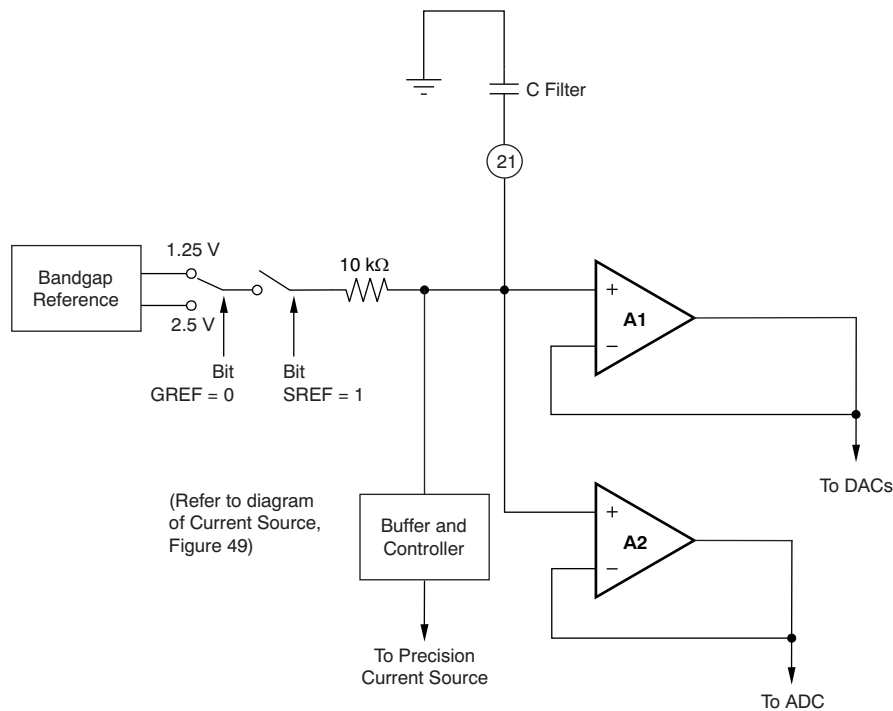 C Filter
21
1.25 V
Bandgap
Reference
2.5 V
10 kΩ
Bit
GREF = 0
Bit
SREF = 1
+
A1
−
To DACs
(Refer to diagram
of Current Source,
Figure 49)
Buffer and
Controller
+
A2
−
To Precision
Current Source
To ADC